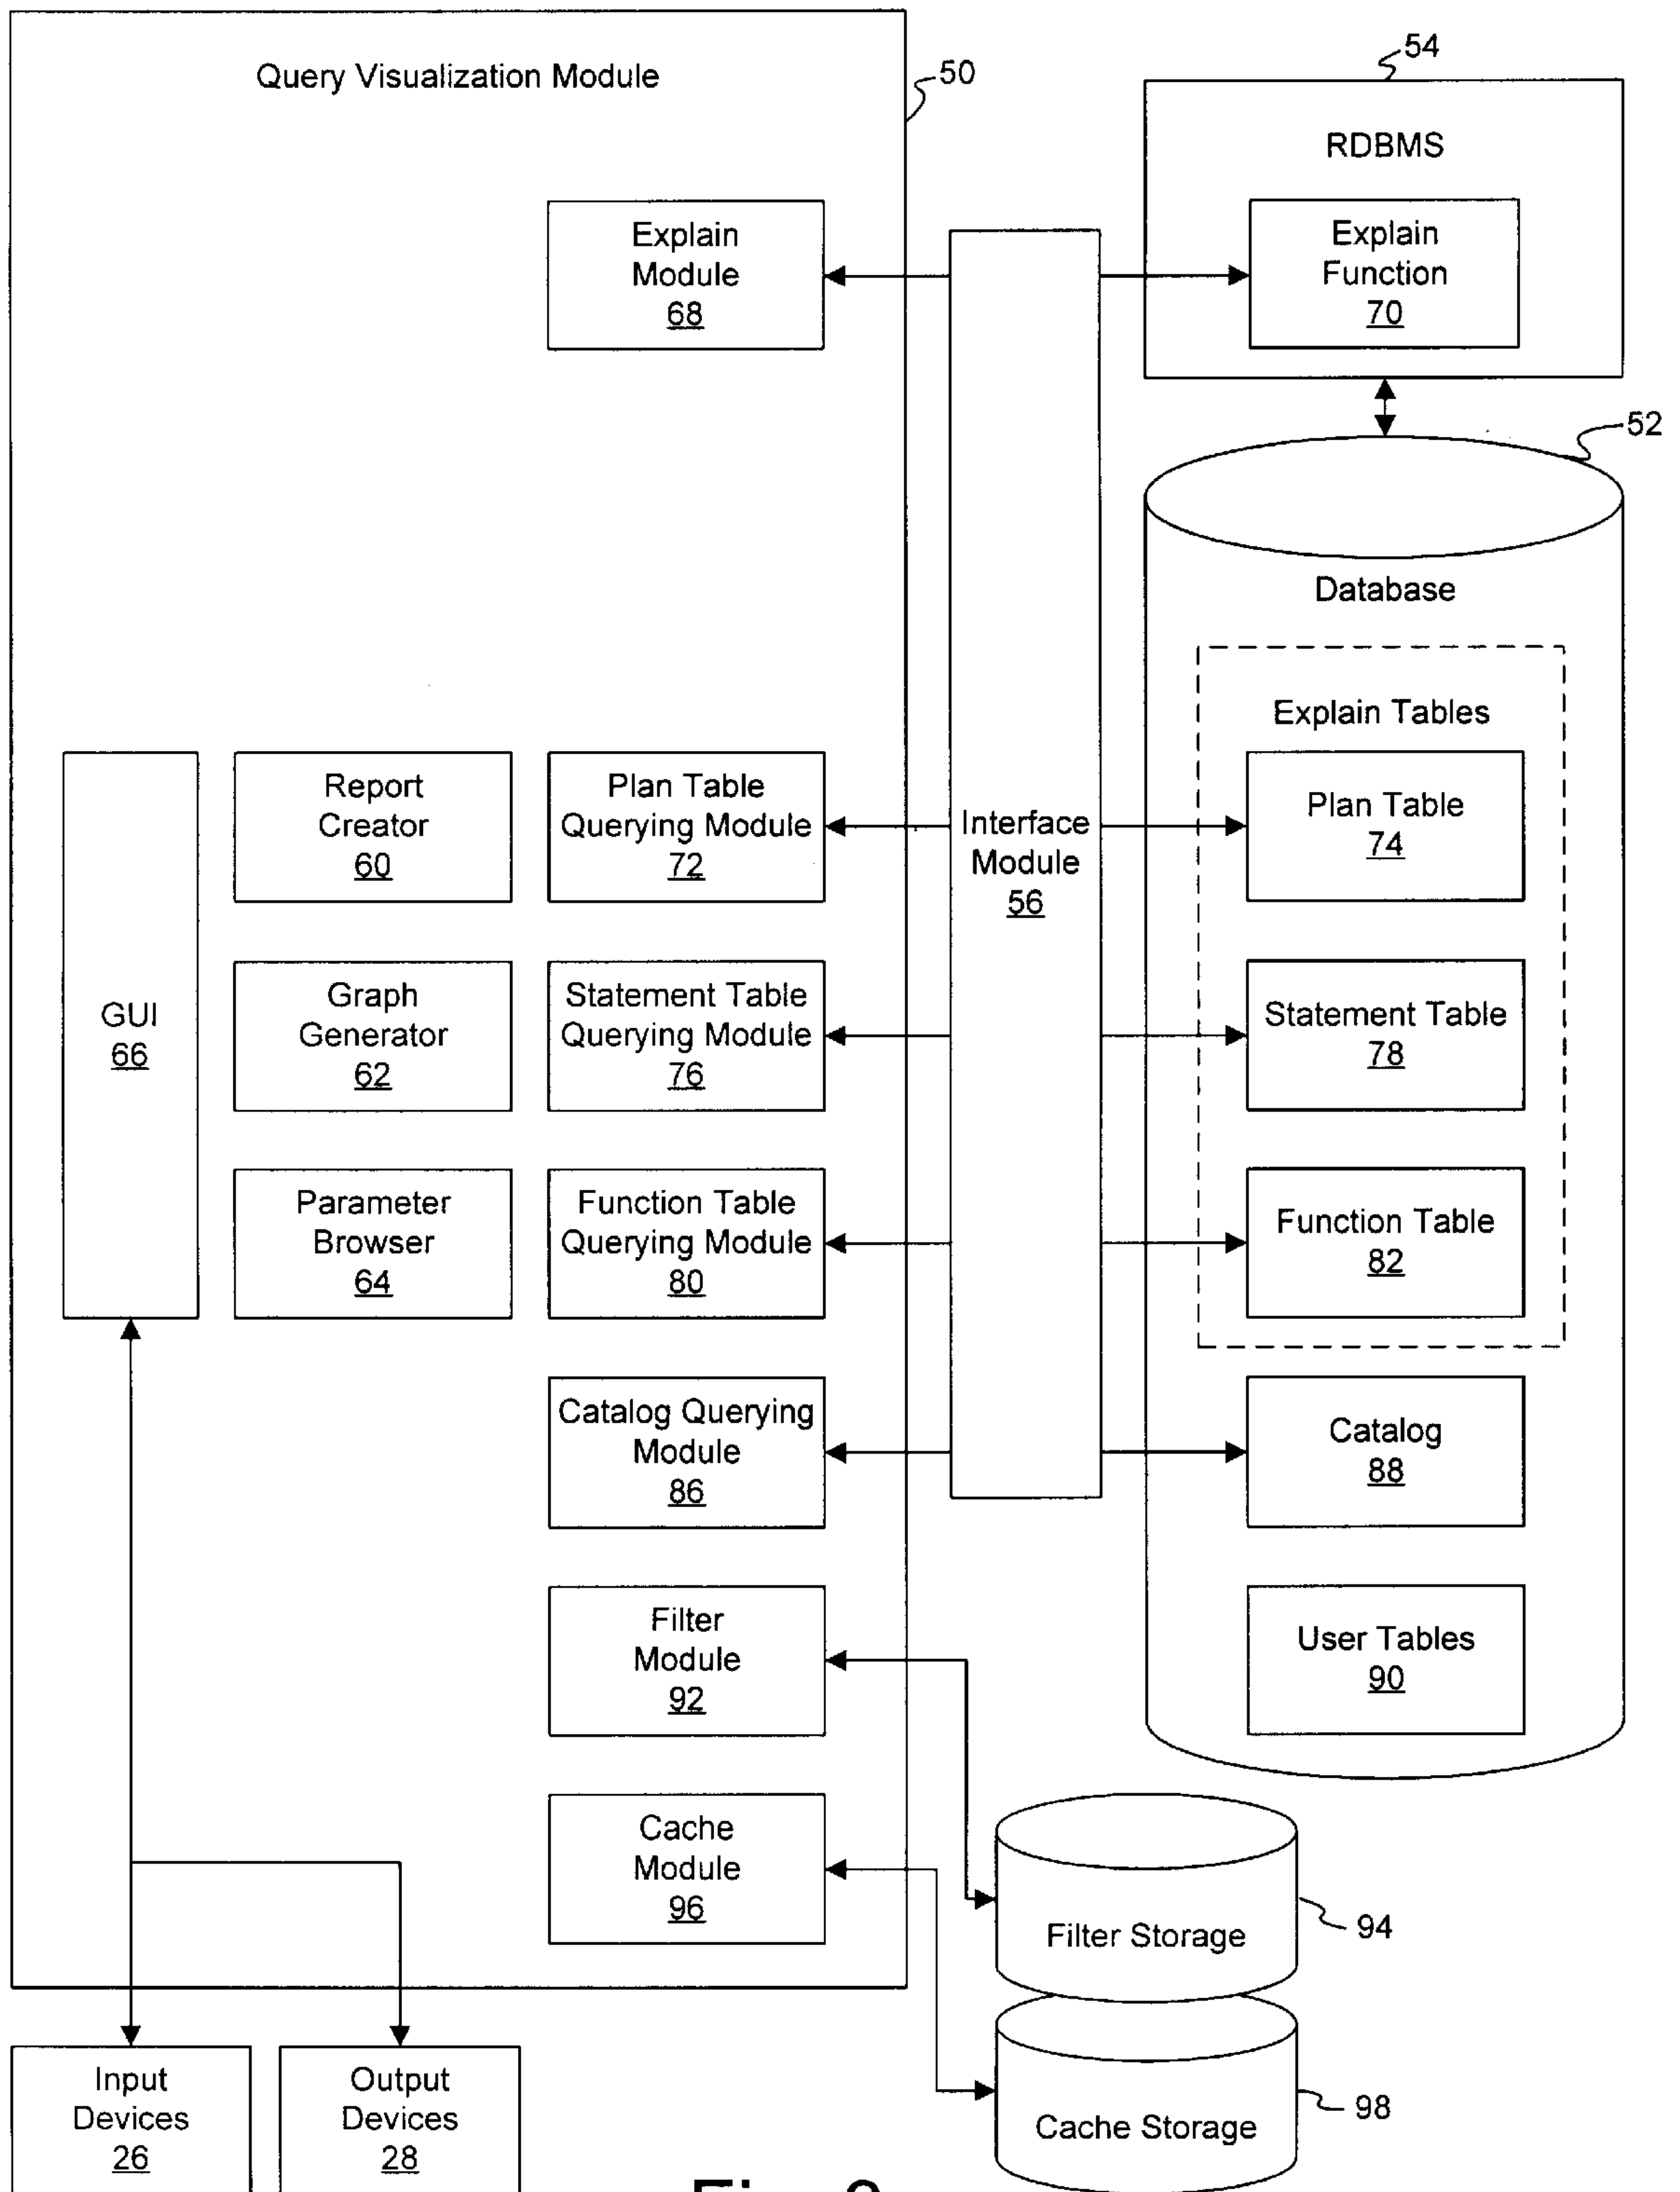 Query Visualization Module
50
54
RDBMS
Explain
Module
68
Explain
Function
70
52
Database
Explain Tables
Report
Creator
60
Plan Table
Querying Module
72
Interface
Module
56
Plan Table
74
GUI
66
Graph
Generator
62
Statement Table
Querying Module
76
Statement Table
78
Parameter
Browser
64
Function Table
Querying Module
80
Function Table
82
Catalog Querying
Module
86
Catalog
88
Filter
Module
92
User Tables
90
Cache
Module
96
Filter Storage
94
Input
Devices
26
Output
Devices
28
Cache Storage
98